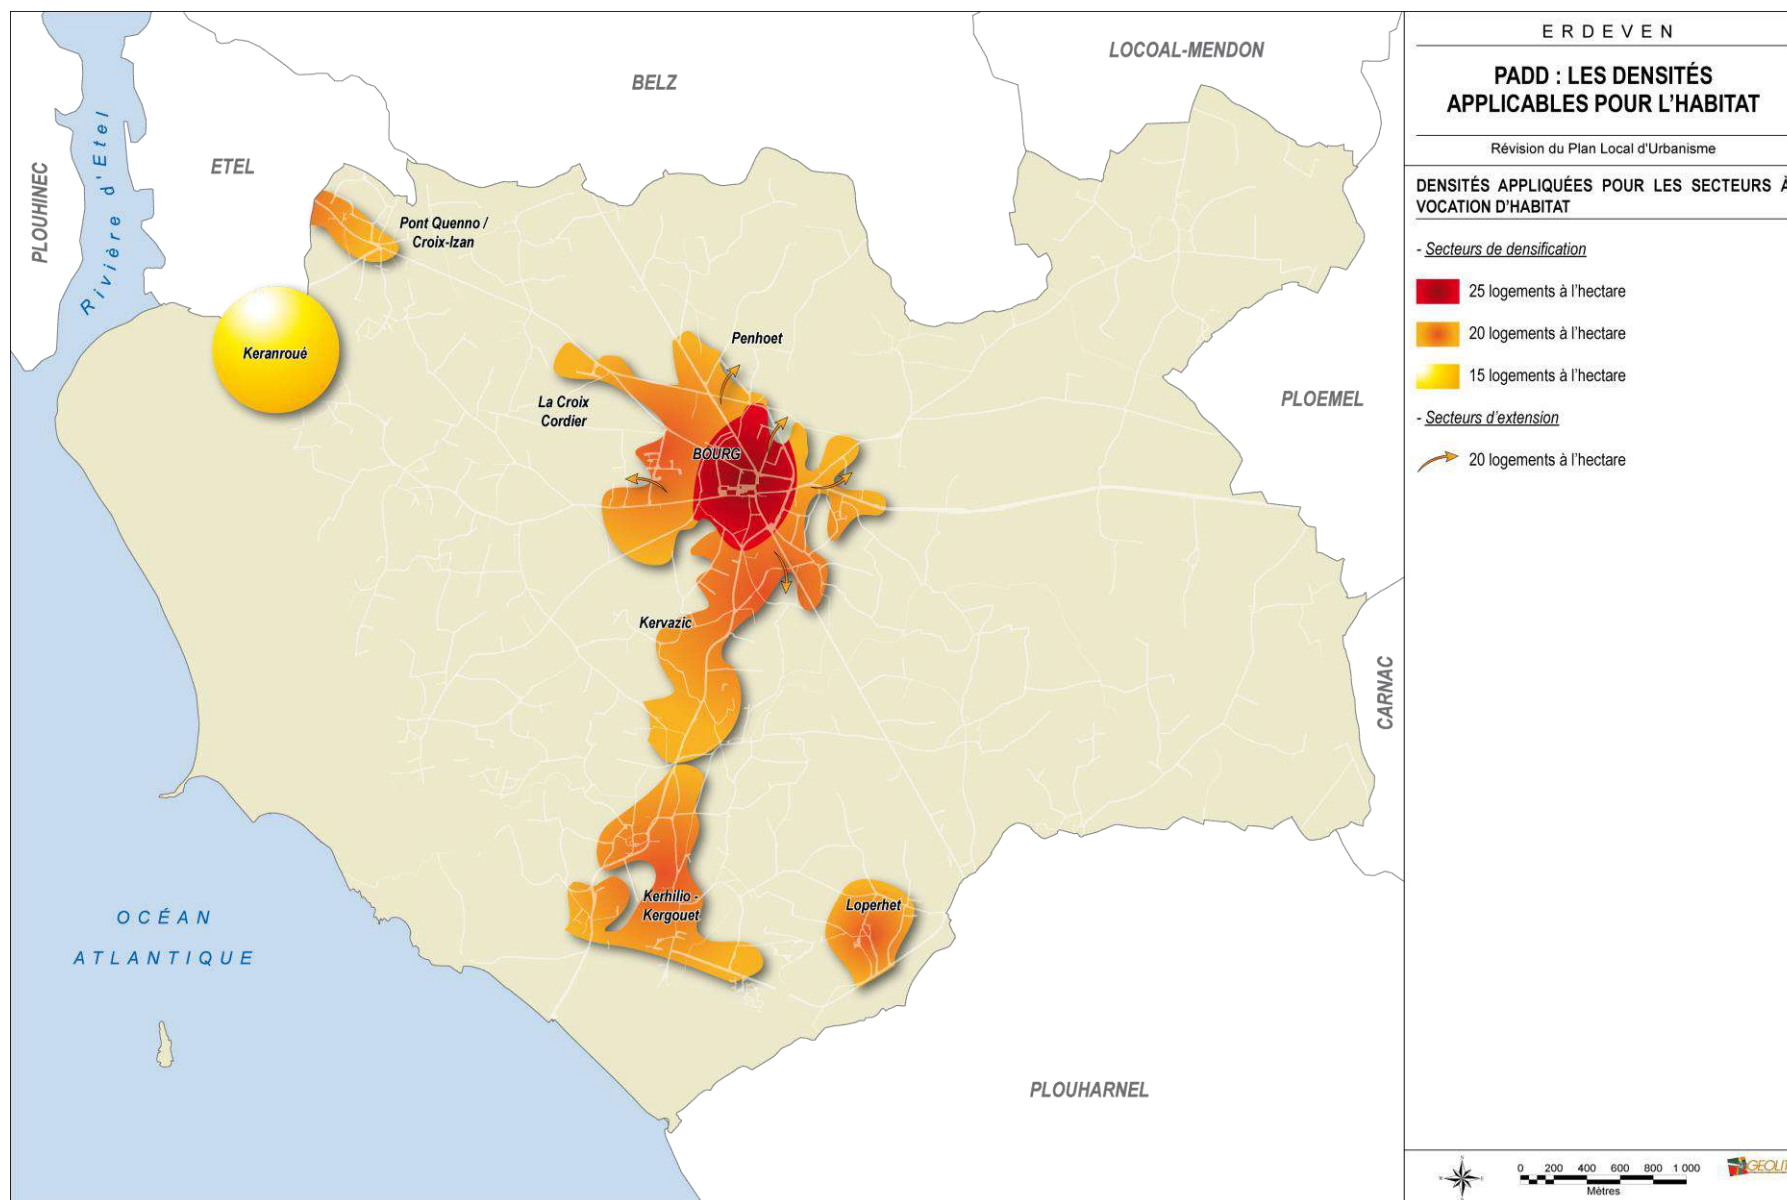 ERDEVEN
PADD : LES DENSITÉS
APPLICABLES POUR L'HABITAT
Révision du Plan Local d'Urbanisme
DENSITÉS APPLIQUÉES POUR LES SECTEURS À
VOCATION D'HABITAT
- Secteurs de densification
25 logements à l'hectare
20 logements à l'hectare
15 logements à l'hectare
- Secteurs d'extension
20 logements à l'hectare
LOCOAL-MENDON
BELZ
ETEL
PLOUHINEC
Rivière d'Etel
Pont Quenno /
Croix-Izan
Keranroué
Penhoet
La Croix
Cordier
BOURG
PLOEMEL
Kervazic
CARNAC
Kerhilio -
Kergouet
Loperhet
OCÉAN
ATLANTIQUE
PLOUHARNEL
N
0 200 400 600 800 1 000
Mètres
GEOLIT